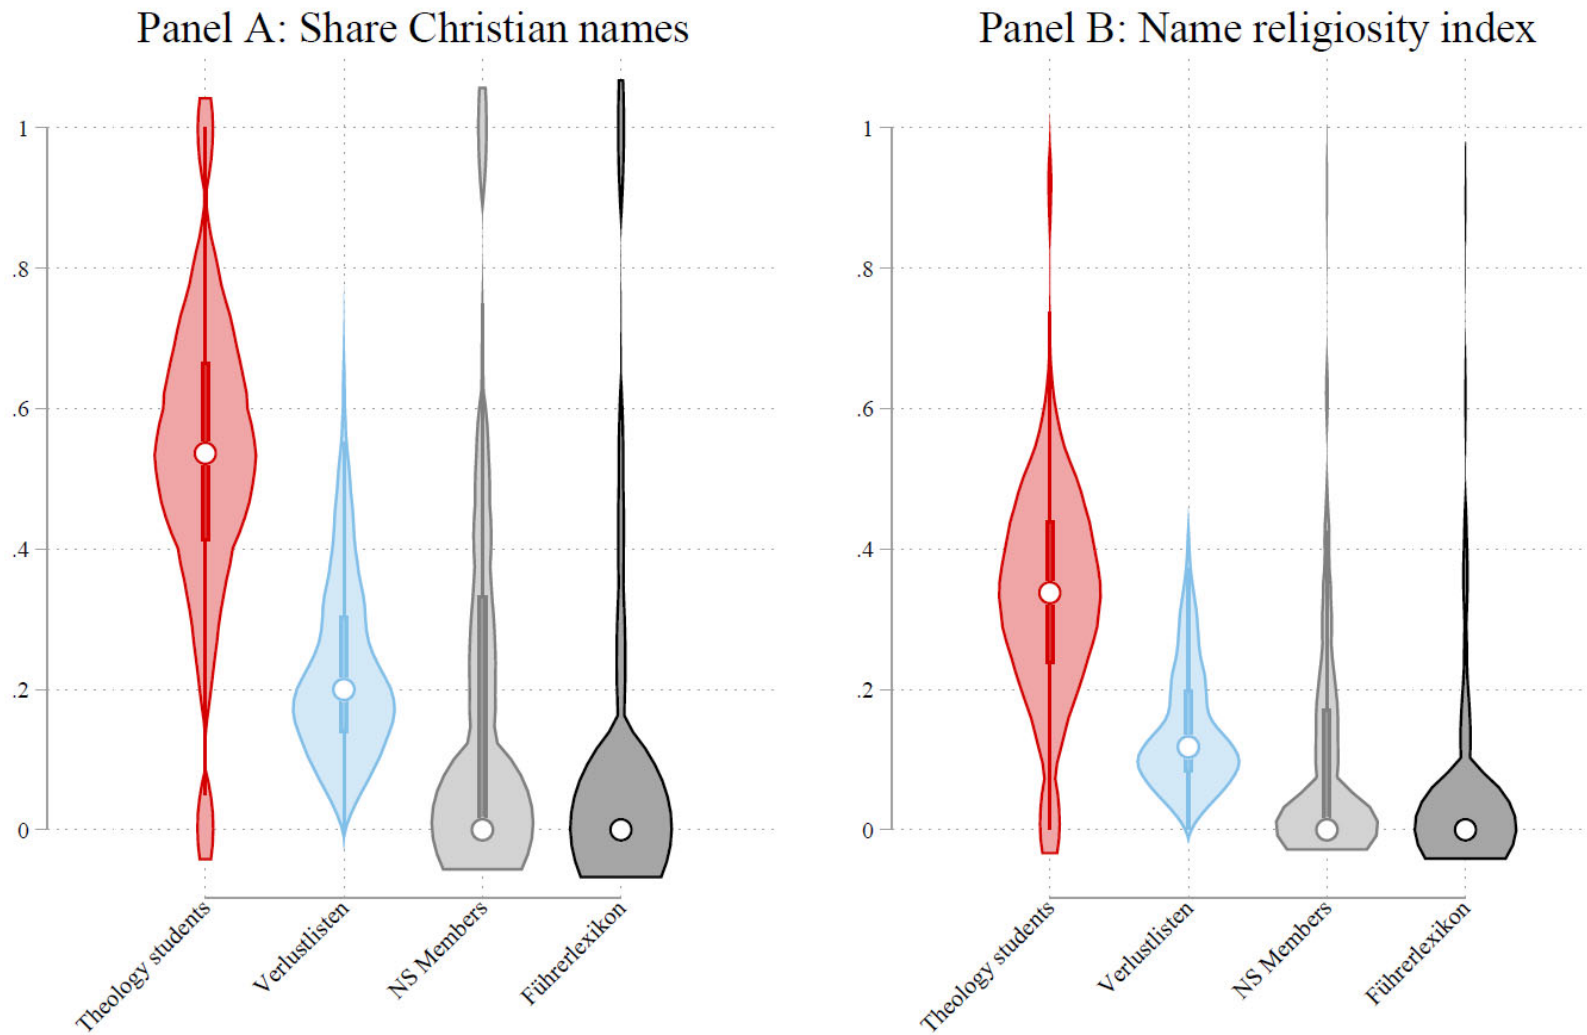 Panel A: Share Christian names
1
.8
.6
.4
.2
0
Theology students
Verlustlisten
NS Members
Führerlexikon
Panel B: Name religiosity index
1
.8
.6
.4
.2
0
Theology students
Verlustlisten
NS Members
Führerlexikon